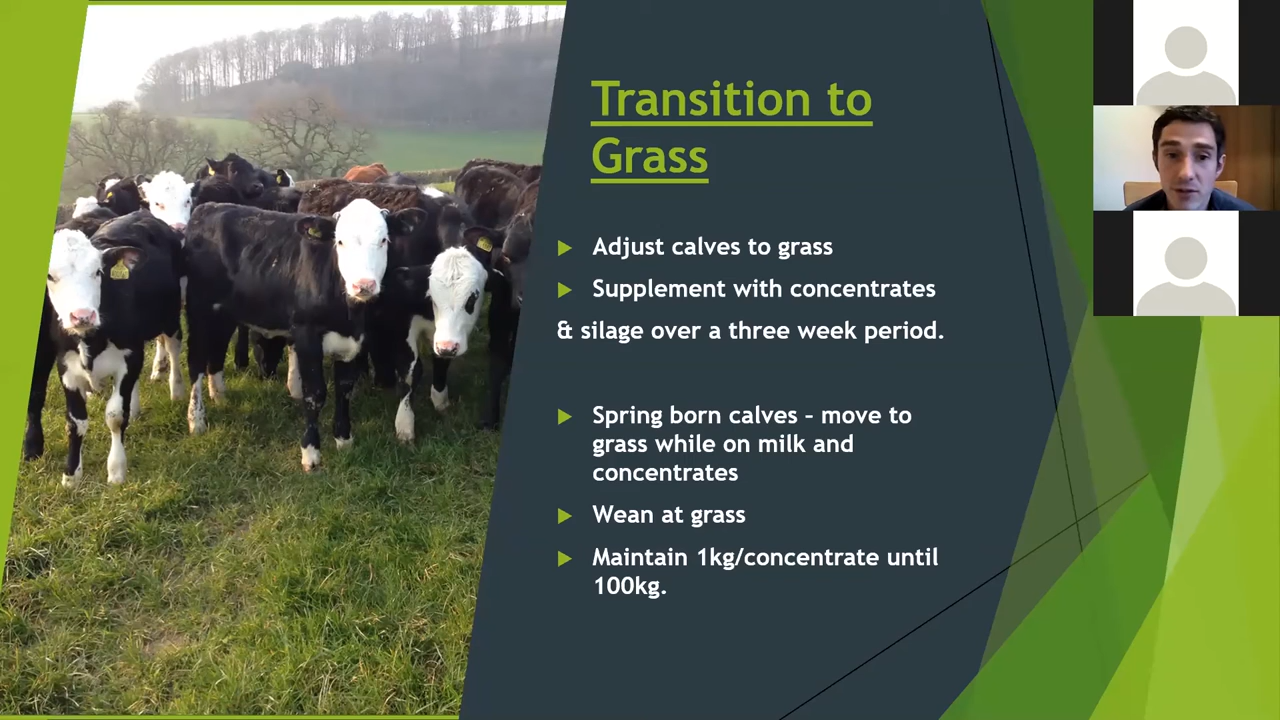 Transition to
Grass
Adjust calves to grass
Supplement with concentrates
& silage over a three week period.
Spring born calves – move to
grass while on milk and
concentrates
Wean at grass
Maintain 1kg/concentrate until
100kg.